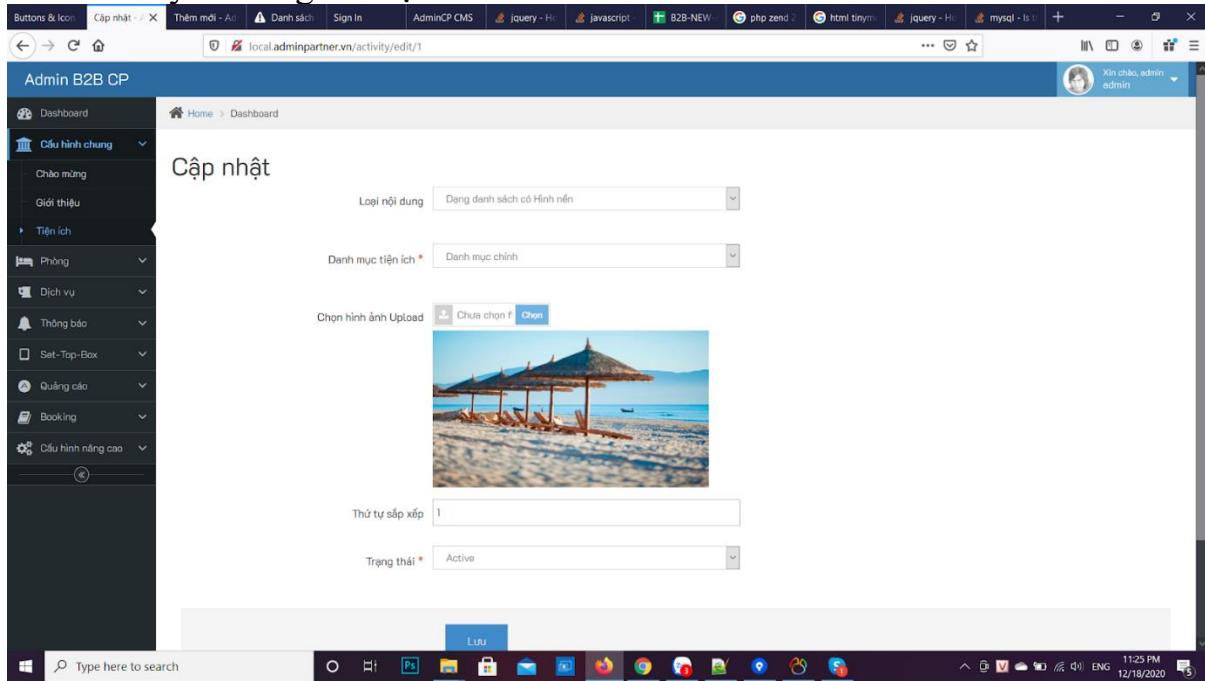 Buttons & Icon
Cập nhật - A
Thêm mới - Ad
Danh sách
Sign In
AdminCP CMS
jquery - Ho
javascript -
B2B-NEW-
php zend 2
html tinym
jquery - Ho
mysql - Is t
local.adminpartner.vn/activity/edit/1
Admin B2B CP
Xin chào, admin
admin
Dashboard
Home > Dashboard
Cấu hình chung
Chào mừng
Giới thiệu
Tiện ích
Phòng
Dịch vụ
Thông báo
Set-Top-Box
Quảng cáo
Booking
Cấu hình nâng cao
Cập nhật
Loại nội dung
Dạng danh sách có Hình nền
Danh mục tiện ích *
Danh mục chính
Chọn hình ảnh Upload
Chưa chọn f
Chọn
Thứ tự sắp xếp
1
Trạng thái *
Active
Lưu
Type here to search
ENG
11:25 PM
12/18/2020